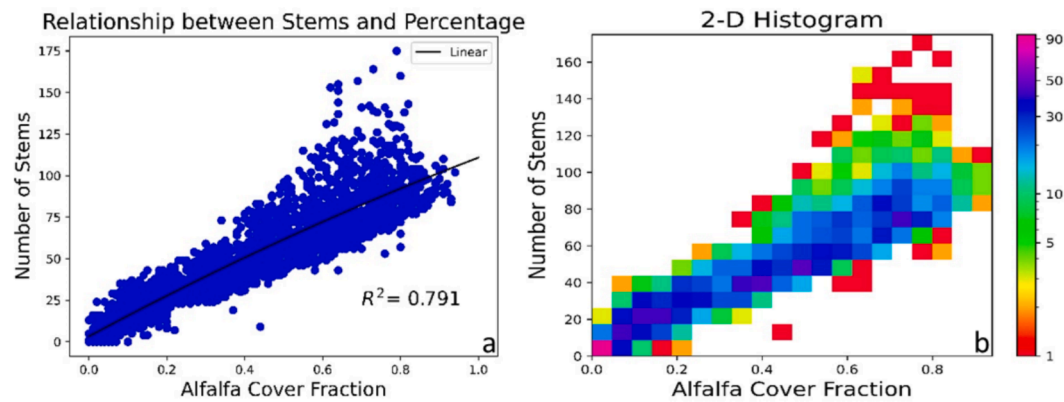 Relationship between Stems and Percentage
Linear
175
150
125
100
75
50
25
0
Number of Stems
R²= 0.791
a
0.0 0.2 0.4 0.6 0.8 1.0
Alfalfa Cover Fraction
2-D Histogram
160
140
120
100
80
60
40
20
0
Number of Stems
b
0.0 0.2 0.4 0.6 0.8
Alfalfa Cover Fraction
90
50
30
10
5
3
1